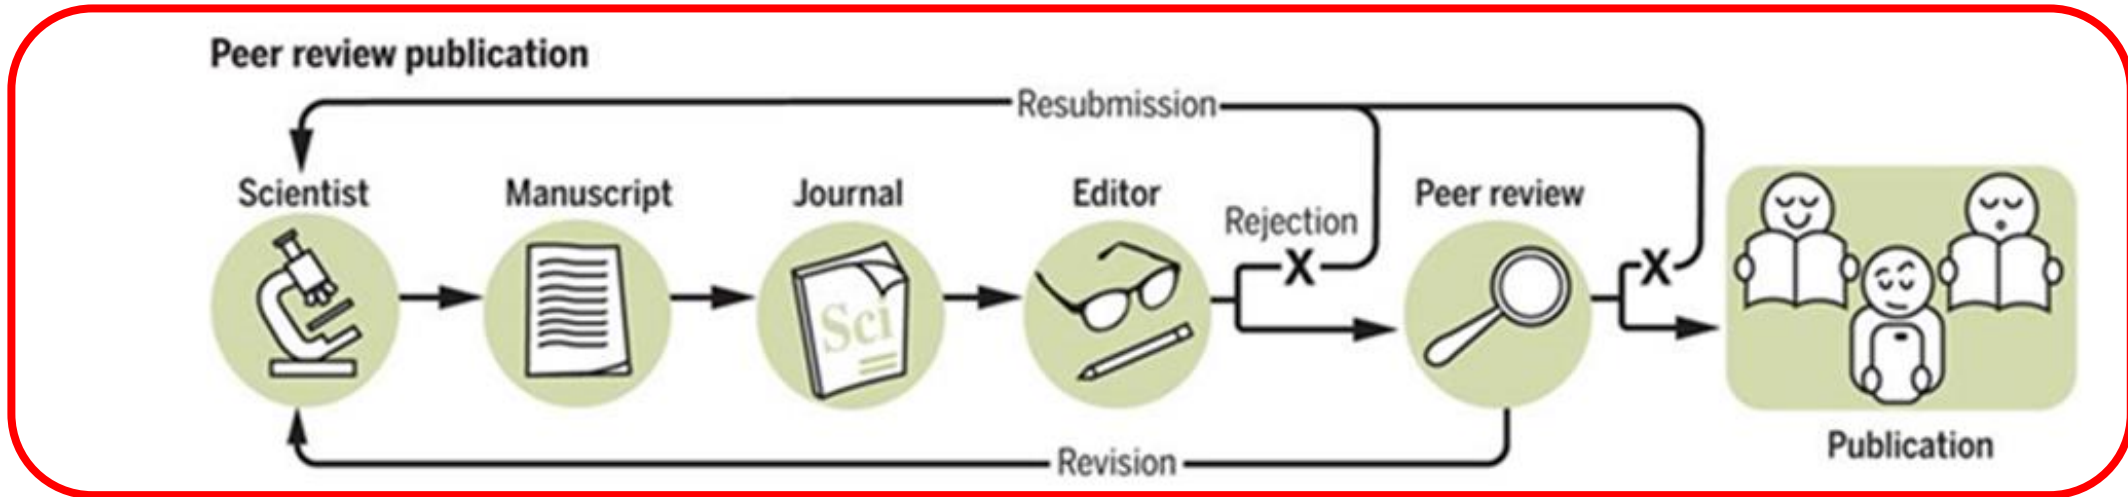 Peer review publication
Resubmission
Scientist
Manuscript
Journal
Editor
Rejection
Peer review
X
X
Sci
Revision
Publication